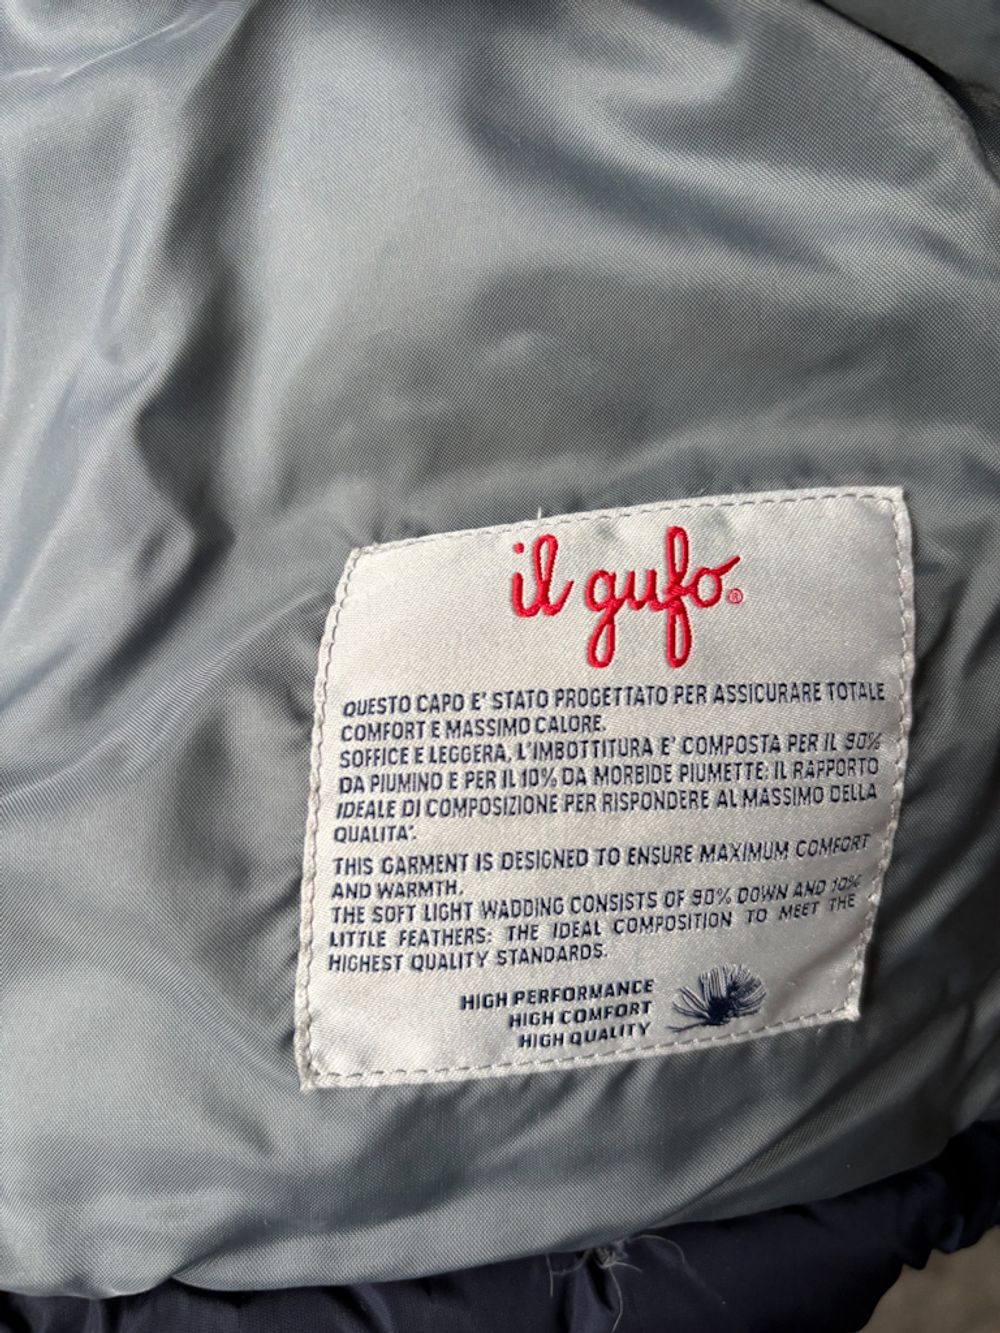 il gufo®
QUESTO CAPO E' STATO PROGETTATO PER ASSICURARE TOTALE
COMFORT E MASSIMO CALORE.
SOFFICE E LEGGERA, L'IMBOTTITURA E' COMPOSTA PER IL 90%
DA PIUMINO E PER IL 10% DA MORBIDE PIUMETTE: IL RAPPORTO
IDEALE DI COMPOSIZIONE PER RISPONDERE AL MASSIMO DELLA
QUALITA'.
THIS GARMENT IS DESIGNED TO ENSURE MAXIMUM COMFORT
AND WARMTH.
THE SOFT LIGHT WADDING CONSISTS OF 90% DOWN AND 10%
LITTLE FEATHERS: THE IDEAL COMPOSITION TO MEET THE
HIGHEST QUALITY STANDARDS.
HIGH PERFORMANCE
HIGH COMFORT
HIGH QUALITY